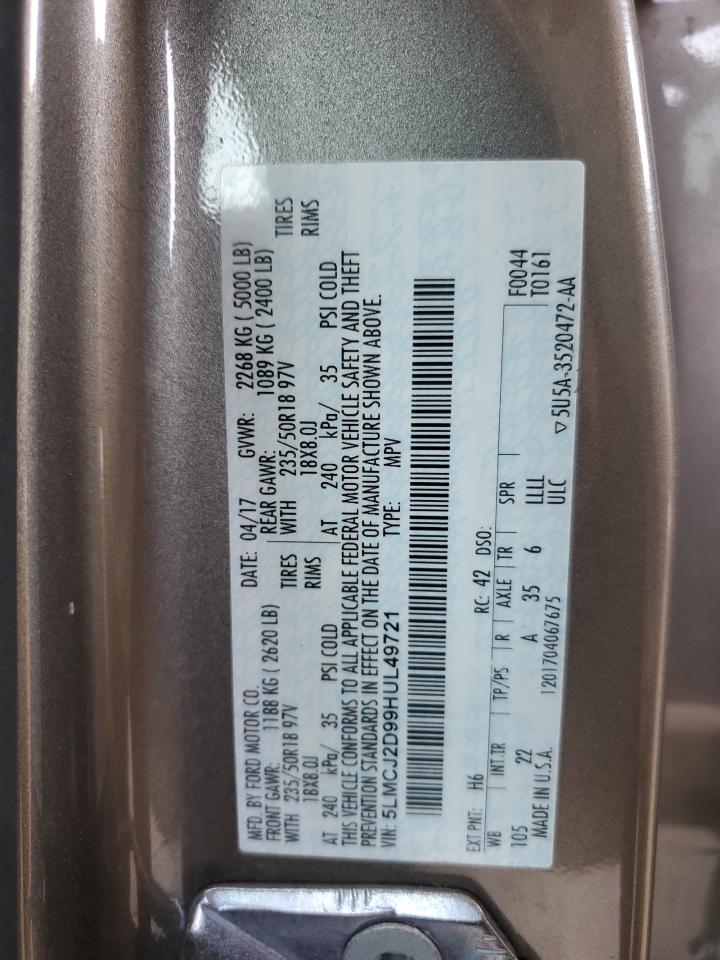 MFD. BY FORD MOTOR CO. DATE: 04/17 GVWR: 2268 KG ( 5000 LB)
FRONT GAWR: 1188 KG ( 2620 LB) REAR GAWR: 1089 KG ( 2400 LB)
WITH 235/50R18 97V TIRES WITH 235/50R18 97V TIRES
18X8.0J RIMS 18X8.0J RIMS
AT 240 kPa/ 35 PSI COLD AT 240 kPa/ 35 PSI COLD
THIS VEHICLE CONFORMS TO ALL APPLICABLE FEDERAL MOTOR VEHICLE SAFETY AND THEFT
PREVENTION STANDARDS IN EFFECT ON THE DATE OF MANUFACTURE SHOWN ABOVE.
VIN: 5LMCJ2D99HUL49721 TYPE: MPV
EXT PNT: H6 RC: 42 DSO:
WB INT.TR TP/PS R AXLE TR SPR F0044
105 22 A 35 6 LLLL T0161
MADE IN U.S.A. 1201704067675 ULC ▽5U5A-3520472-AA